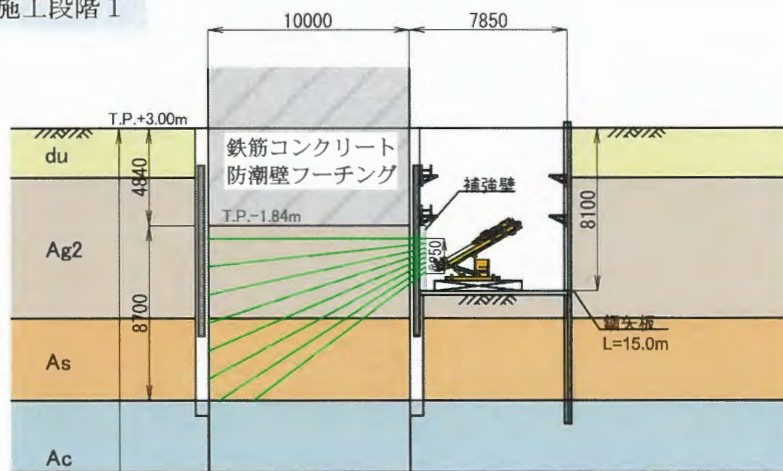 施工段階 1
10000
7850
T.P.+3.00m
du
4840
鉄筋コンクリート
防潮壁フーチング
補強壁
8100
T.P.-1.84m
Ag2
8700
鋼矢板
L=15.0m
As
Ac